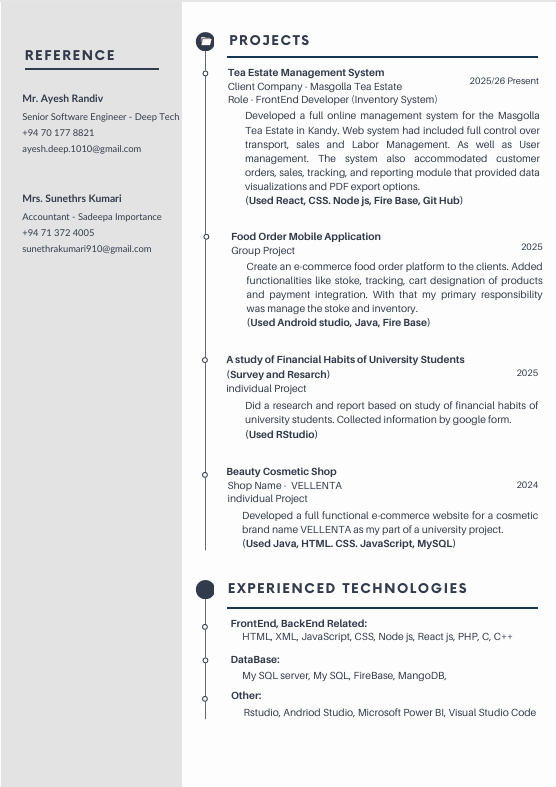 REFERENCE
Mr. Ayesh Randiv
Senior Software Engineer - Deep Tech
+94 70 177 8821
ayesh.deep.1010@gmail.com
Mrs. Sunethrs Kumari
Accountant - Sadeepa Importance
+94 71 372 4005
sunethrakumari910@gmail.com
PROJECTS
Tea Estate Management System
2025/26 Present
Client Company - Masgolla Tea Estate
Role - FrontEnd Developer (Inventory System)
Developed a full online management system for the Masgolla
Tea Estate in Kandy. Web system had included full control over
transport, sales and Labor Management. As well as User
management. The system also accommodated customer
orders, sales, tracking, and reporting module that provided data
visualizations and PDF export options.
(Used React, CSS. Node js, Fire Base, Git Hub)
Food Order Mobile Application
2025
Group Project
Create an e-commerce food order platform to the clients. Added
functionalities like stoke, tracking, cart designation of products
and payment integration. With that my primary responsibility
was manage the stoke and inventory.
(Used Android studio, Java, Fire Base)
A study of Financial Habits of University Students
(Survey and Resarch)
2025
individual Project
Did a research and report based on study of financial habits of
university students. Collected information by google form.
(Used RStudio)
Beauty Cosmetic Shop
Shop Name - VELLENTA
2024
individual Project
Developed a full functional e-commerce website for a cosmetic
brand name VELLENTA as my part of a university project.
(Used Java, HTML. CSS. JavaScript, MySQL)
EXPERIENCED TECHNOLOGIES
FrontEnd, BackEnd Related:
HTML, XML, JavaScript, CSS, Node js, React js, PHP, C, C++
DataBase:
My SQL server, My SQL, FireBase, MangoDB,
Other:
Rstudio, Andriod Studio, Microsoft Power BI, Visual Studio Code